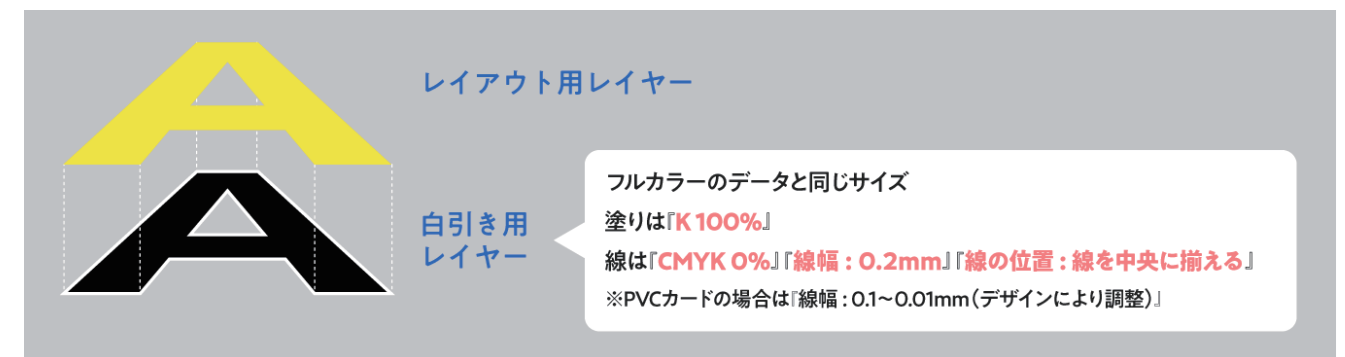 A
レイアウト用レイヤー
A
白引き用
レイヤー
フルカラーのデータと同じサイズ
塗りは『K 100%』
線は『CMYK 0%』『線幅：0.2mm』『線の位置：線を中央に揃える』
※PVCカードの場合は『線幅：0.1~0.01mm（デザインにより調整）』